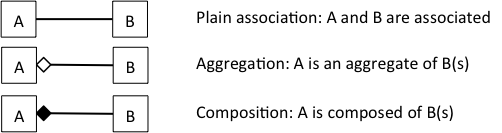 A B Plain association: A and B are associated
A B Aggregation: A is an aggregate of B(s)
A B Composition: A is composed of B(s)